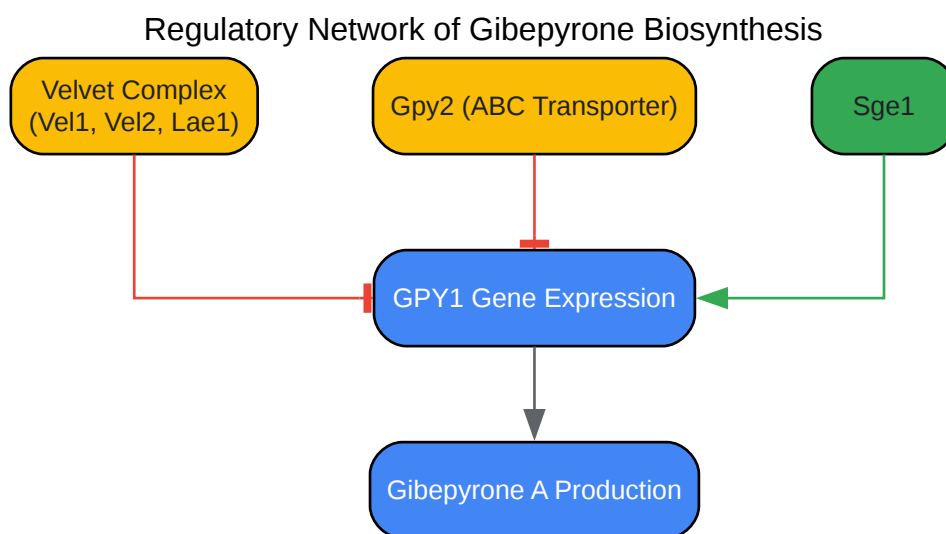 Regulatory Network of Gibepyrone Biosynthesis
Velvet Complex
(Vel1, Vel2, Lae1)
Gpy2 (ABC Transporter)
Sge1
GPY1 Gene Expression
Gibepyrone A Production